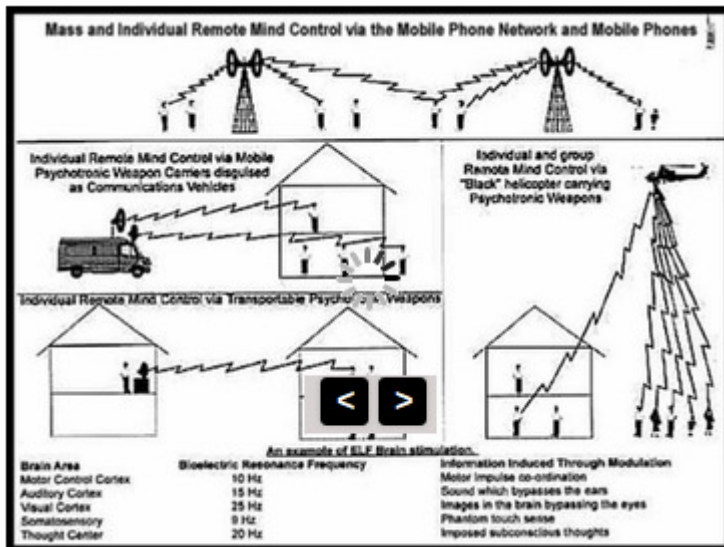 Mass and Individual Remote Mind Control via the Mobile Phone Network and Mobile Phones
Individual Remote Mind Control via Mobile
Psychotronic Weapon Carriers disguised
as Communications Vehicles
Individual and group
Remote Mind Control via
"Black" helicopter carrying
Psychotronic Weapons
Individual Remote Mind Control via Transportable Psychotronic Weapons
< >
An example of ELF Brain stimulation.
Brain Area Bioelectric Resonance Frequency Information Induced Through Modulation
Motor Control Cortex 10 Hz Motor Impulse co-ordination
Auditory Cortex 15 Hz Sound which bypasses the ears
Visual Cortex 25 Hz Images in the brain bypassing the eyes
Somatosensory 9 Hz Phantom touch sense
Thought Center 20 Hz Imposed subconscious thoughts